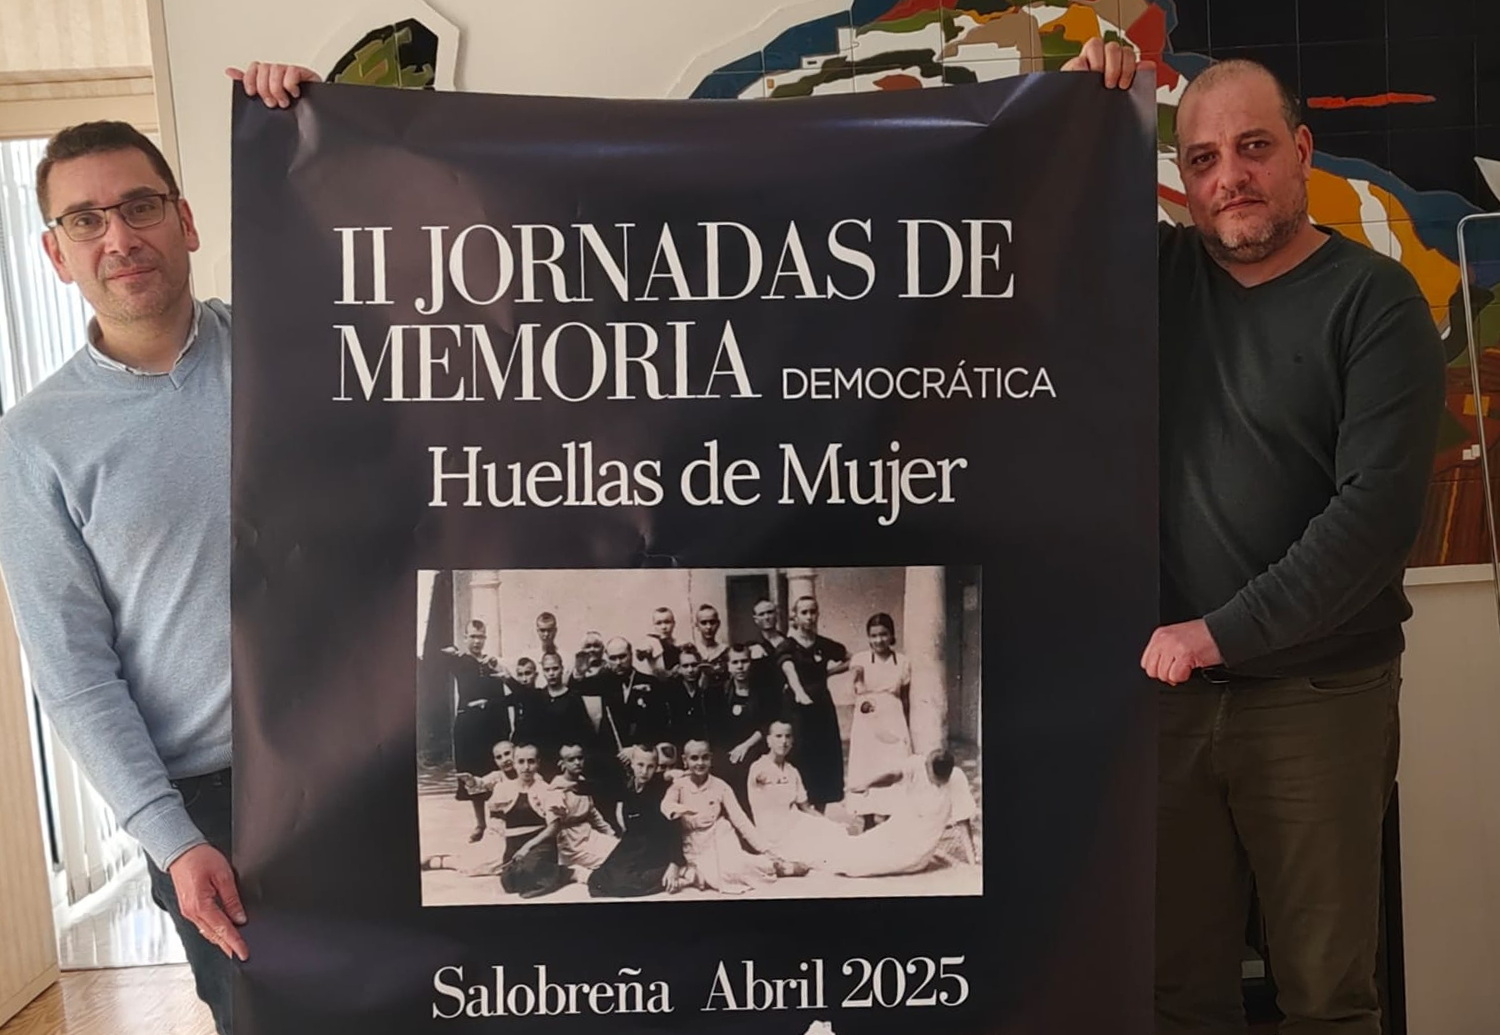 II JORNADAS DE
MEMORIA DEMOCRÁTICA
Huellas de Mujer
Salobreña Abril 2025